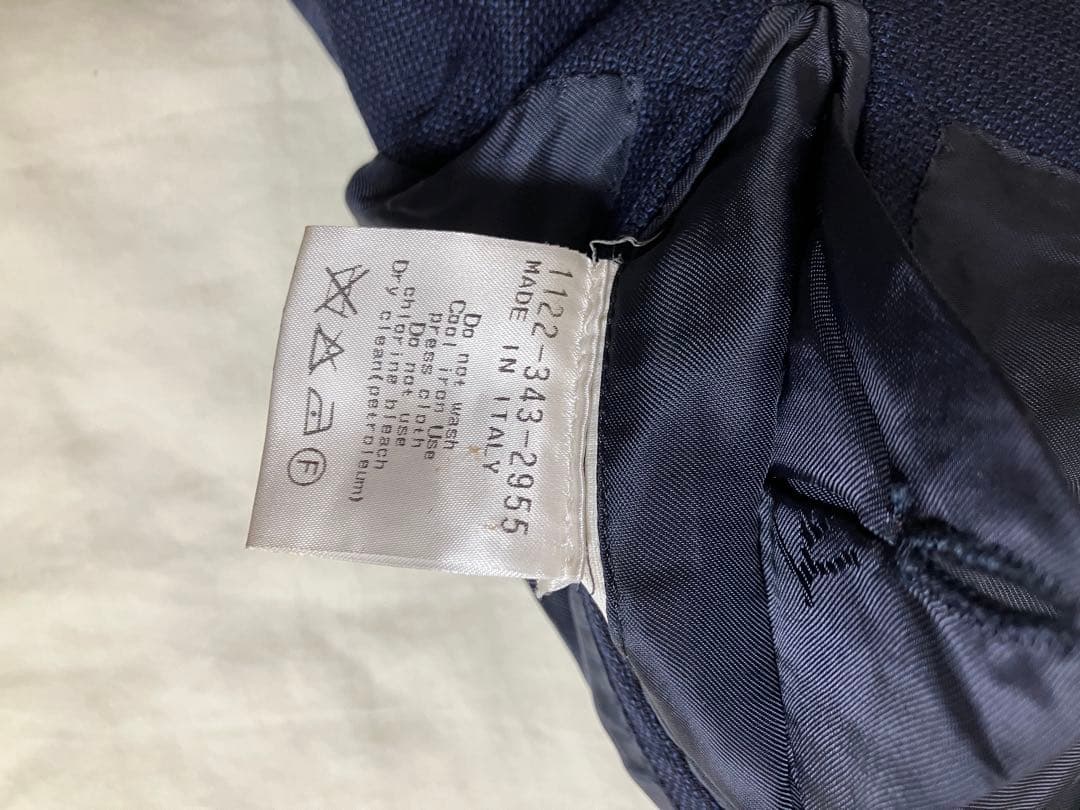 1122-343-2955
MADE IN ITALY
Do not wash
Cool iron Use
press cloth
Do not use
chlorine bleach
Dry clean(petroleum)
F